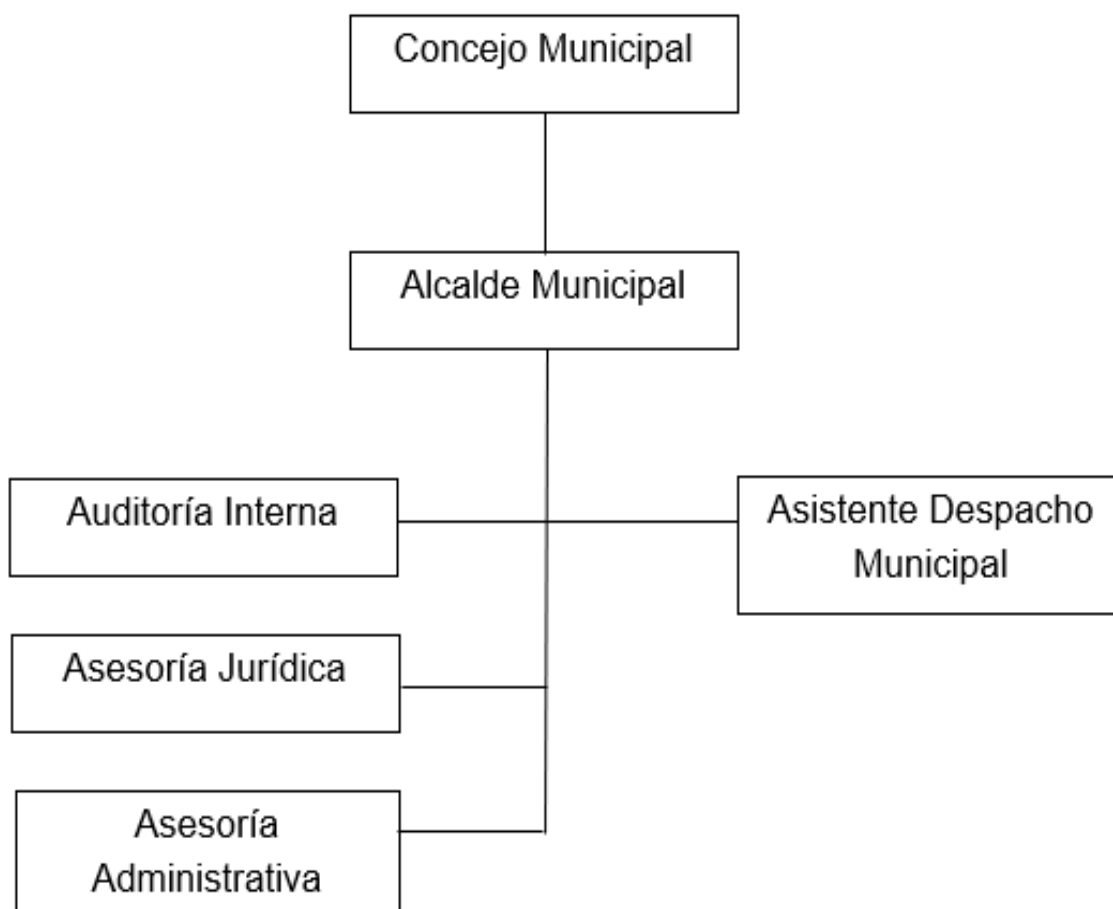 Concejo Municipal
Alcalde Municipal
Auditoría Interna
Asistente Despacho
Municipal
Asesoría Jurídica
Asesoría
Administrativa